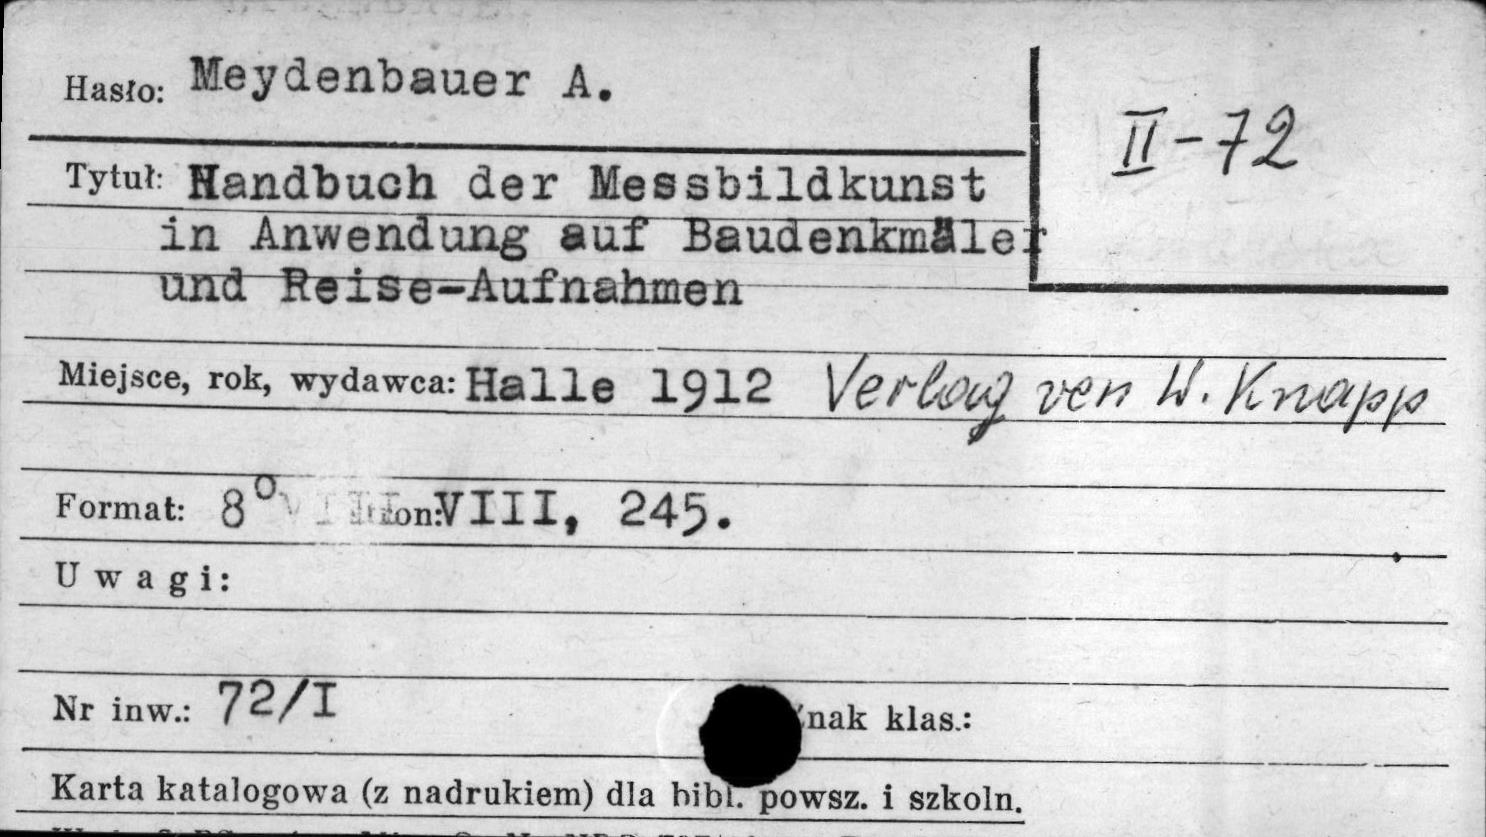 Hasło: Meydenbauer A.
II-72
Tytuł: Handbuch der Messbildkunst
in Anwendung auf Baudenkmäler
und Reise-Aufnahmen
Miejsce, rok, wydawca: Halle 1912 Verlag von W. Knapp
Format: 8° VIII, 245.
Uwagi:
Nr inw.: 72/I
nak klas.:
Karta katalogowa (z nadrukiem) dla bibl. powsz. i szkoln.